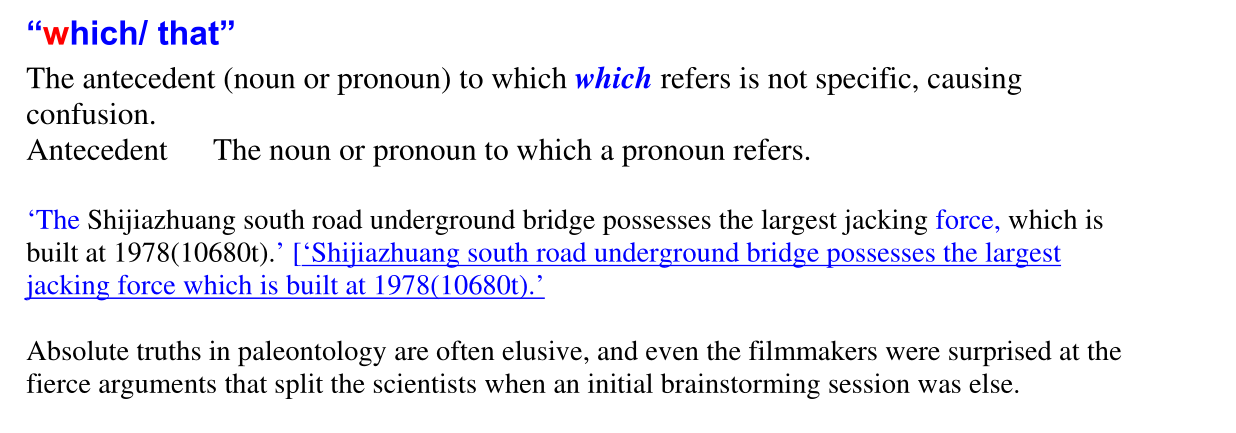 “which/ that”
The antecedent (noun or pronoun) to which which refers is not specific, causing
confusion.
Antecedent The noun or pronoun to which a pronoun refers.
‘The Shijiazhuang south road underground bridge possesses the largest jacking force, which is
built at 1978(10680t).’ [‘Shijiazhuang south road underground bridge possesses the largest
jacking force which is built at 1978(10680t).’
Absolute truths in paleontology are often elusive, and even the filmmakers were surprised at the
fierce arguments that split the scientists when an initial brainstorming session was else.